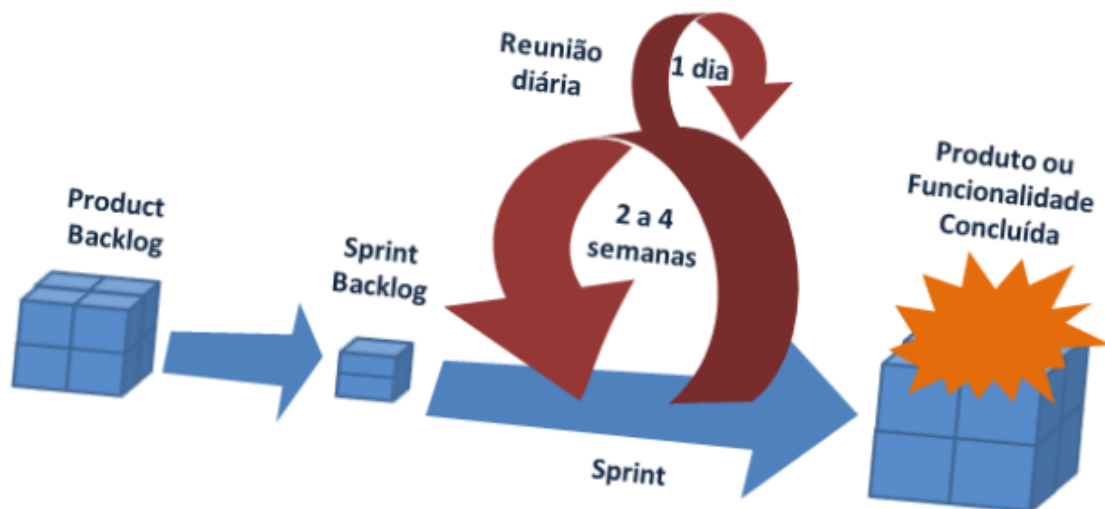 Product
Backlog
Sprint
Backlog
Reunião
diária
1 dia
2 a 4
semanas
Sprint
Produto ou
Funcionalidade
Concluída